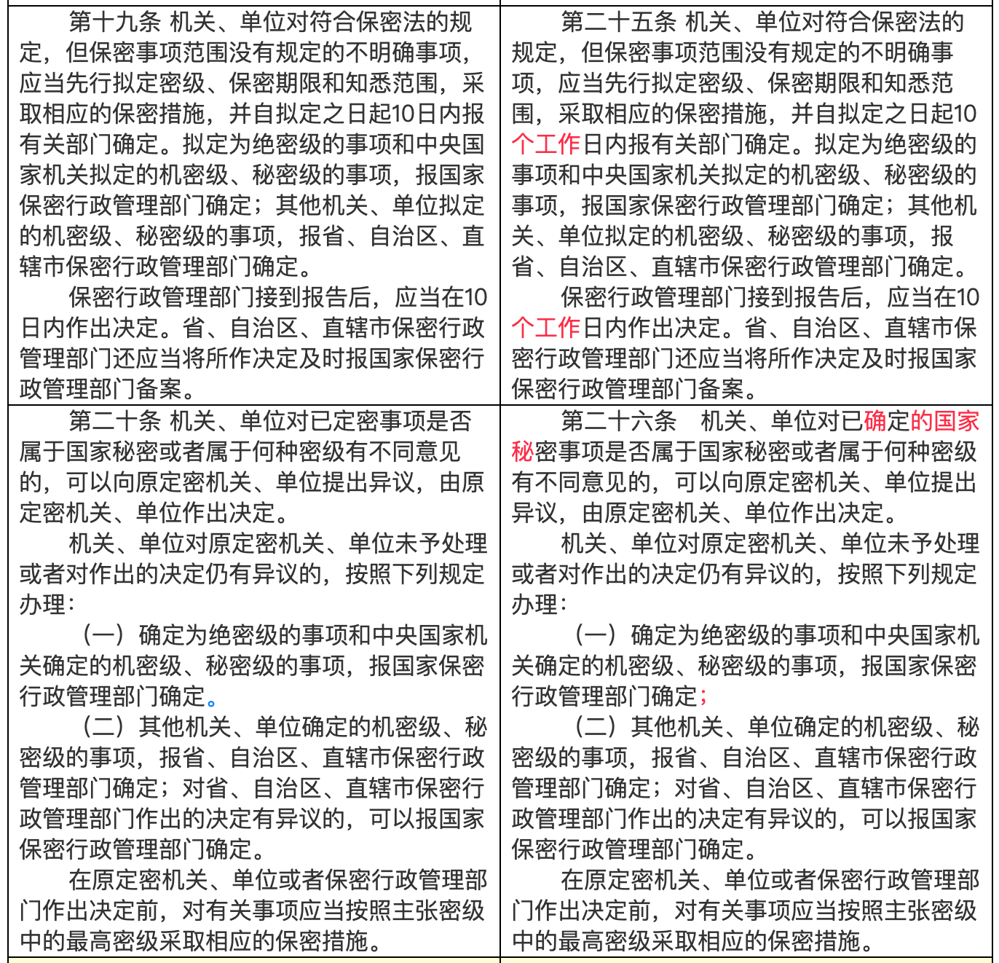 第十九条 机关、单位对符合保密法的规
定，但保密事项范围没有规定的不明确事项，
应当先行拟定密级、保密期限和知悉范围，采
取相应的保密措施，并自拟定之日起10日内报
有关部门确定。拟定为绝密级的事项和中央国
家机关拟定的机密级、秘密级的事项，报国家
保密行政管理部门确定；其他机关、单位拟定
的机密级、秘密级的事项，报省、自治区、直
辖市保密行政管理部门确定。
保密行政管理部门接到报告后，应当在10
日内作出决定。省、自治区、直辖市保密行政
管理部门还应当将所作决定及时报国家保密行
政管理部门备案。
第二十五条 机关、单位对符合保密法的
规定，但保密事项范围没有规定的不明确事
项，应当先行拟定密级、保密期限和知悉范
围，采取相应的保密措施，并自拟定之日起10
个工作日内报有关部门确定。拟定为绝密级的
事项和中央国家机关拟定的机密级、秘密级的
事项，报国家保密行政管理部门确定；其他机
关、单位拟定的机密级、秘密级的事项，报
省、自治区、直辖市保密行政管理部门确定。
保密行政管理部门接到报告后，应当在10
个工作日内作出决定。省、自治区、直辖市保
密行政管理部门还应当将所作决定及时报国家
保密行政管理部门备案。
第二十条 机关、单位对已定密事项是否
属于国家秘密或者属于何种密级有不同意见
的，可以向原定密机关、单位提出异议，由原
定密机关、单位作出决定。
机关、单位对原定密机关、单位未予处理
或者对作出的决定仍有异议的，按照下列规定
办理：
（一）确定为绝密级的事项和中央国家机
关确定的机密级、秘密级的事项，报国家保密
行政管理部门确定。
（二）其他机关、单位确定的机密级、秘
密级的事项，报省、自治区、直辖市保密行政
管理部门确定；对省、自治区、直辖市保密行
政管理部门作出的决定有异议的，可以报国家
保密行政管理部门确定。
在原定密机关、单位或者保密行政管理部
门作出决定前，对有关事项应当按照主张密级
中的最高密级采取相应的保密措施。
第二十六条　机关、单位对已确定的国家
秘密事项是否属于国家秘密或者属于何种密级
有不同意见的，可以向原定密机关、单位提出
异议，由原定密机关、单位作出决定。
机关、单位对原定密机关、单位未予处理
或者对作出的决定仍有异议的，按照下列规定
办理：
（一）确定为绝密级的事项和中央国家机
关确定的机密级、秘密级的事项，报国家保密
行政管理部门确定；
（二）其他机关、单位确定的机密级、秘
密级的事项，报省、自治区、直辖市保密行政
管理部门确定；对省、自治区、直辖市保密行
政管理部门作出的决定有异议的，可以报国家
保密行政管理部门确定。
在原定密机关、单位或者保密行政管理部
门作出决定前，对有关事项应当按照主张密级
中的最高密级采取相应的保密措施。